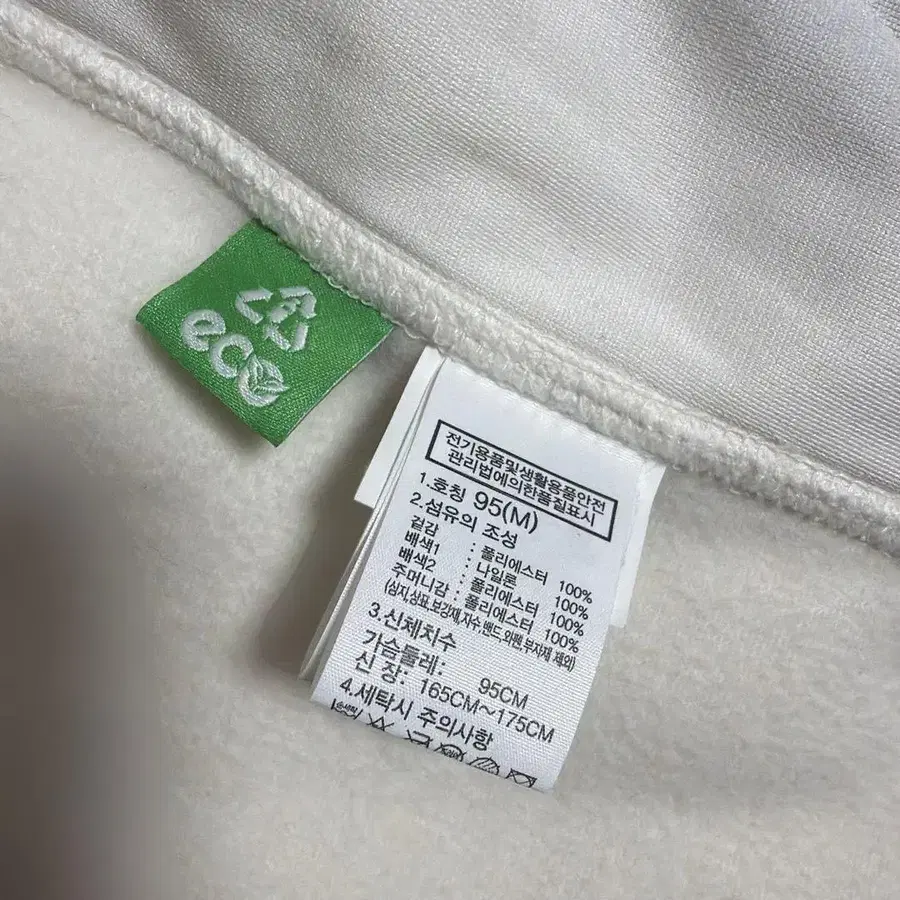 eco
전기용품및생활용품안전
관리법에의한품질표시
1.호칭 95(M)
2.섬유의 조성
겉감 : 폴리에스터 100%
배색1 : 나일론 100%
배색2 : 폴리에스터 100%
주머니감 : 폴리에스터 100%
(심지,상표,보강재,자수,밴드,와펜,부자재 제외)
3.신체치수
가슴둘레: 95CM
신 장: 165CM~175CM
4.세탁시 주의사항